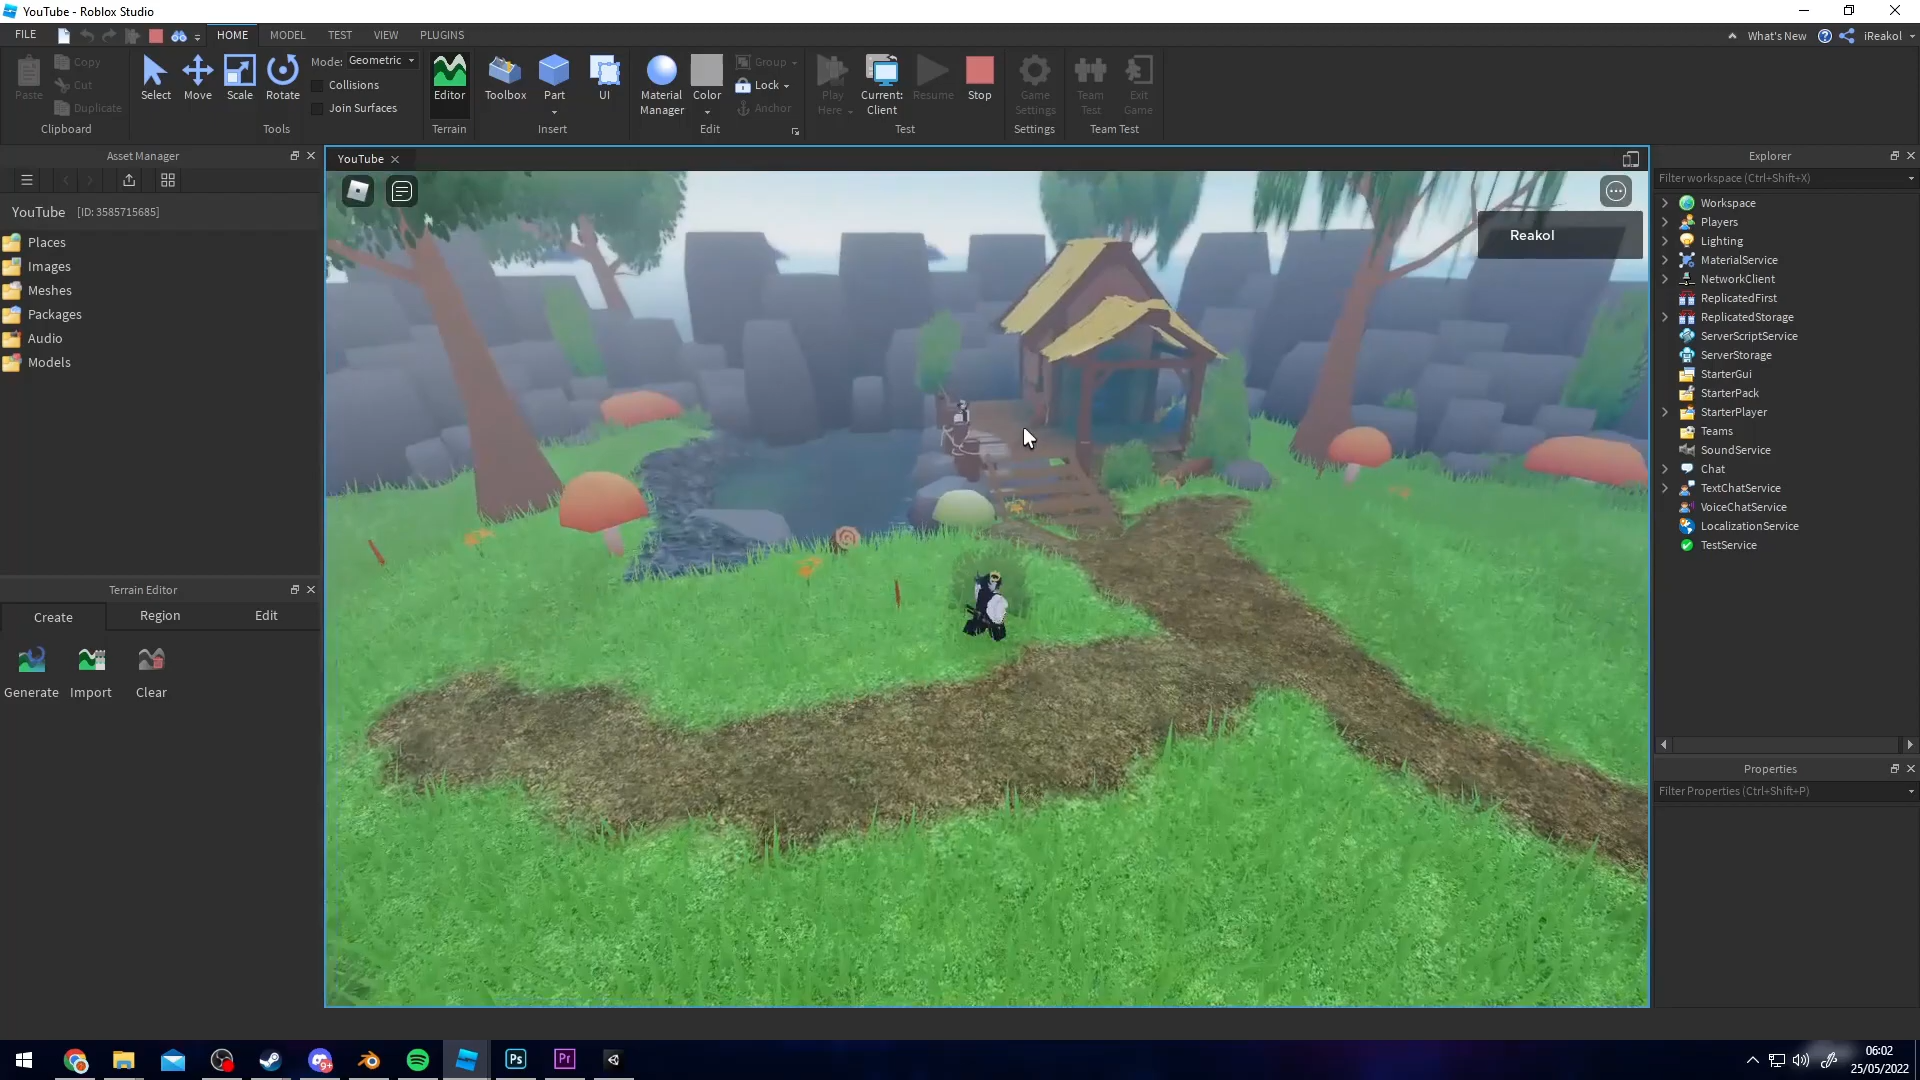 YouTube - Roblox Studio
FILE
HOME
MODEL
TEST
VIEW
PLUGINS
What's New
iReakol
Paste
Copy
Cut
Duplicate
Clipboard
Select
Move
Scale
Rotate
Mode: Geometric
Collisions
Join Surfaces
Tools
Editor
Terrain
Toolbox
Part
UI
Insert
Material
Manager
Color
Group
Lock
Anchor
Edit
Play
Here
Current:
Client
Resume
Stop
Test
Game
Settings
Settings
Team
Test
Exit
Game
Team Test
Asset Manager
YouTube [ID: 3585715685]
Places
Images
Meshes
Packages
Audio
Models
Terrain Editor
Create
Region
Edit
Generate
Import
Clear
YouTube
Reakol
Explorer
Filter workspace (Ctrl+Shift+X)
Workspace
Players
Lighting
MaterialService
NetworkClient
ReplicatedFirst
ReplicatedStorage
ServerScriptService
ServerStorage
StarterGui
StarterPack
StarterPlayer
Teams
SoundService
Chat
TextChatService
VoiceChatService
LocalizationService
TestService
Properties
Filter Properties (Ctrl+Shift+P)
9+
Ps
Pr
06:02
25/05/2022